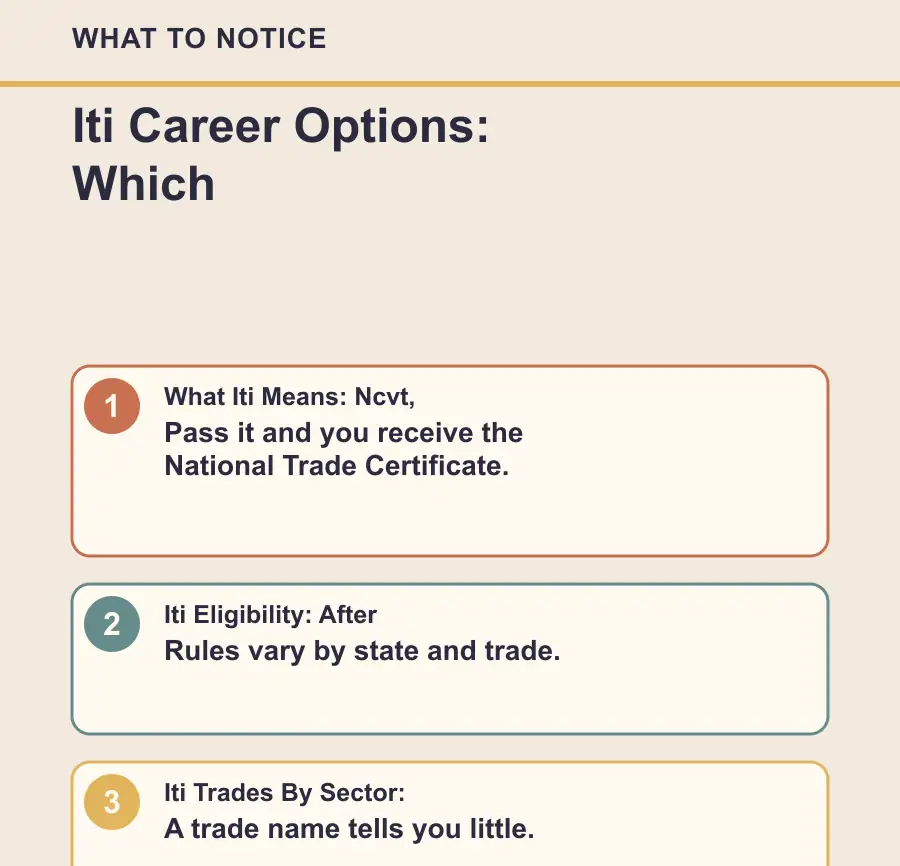 WHAT TO NOTICE
Iti Career Options:
Which
1
What Iti Means: Ncvt,
Pass it and you receive the
National Trade Certificate.
2
Iti Eligibility: After
Rules vary by state and trade.
3
Iti Trades By Sector:
A trade name tells you little.